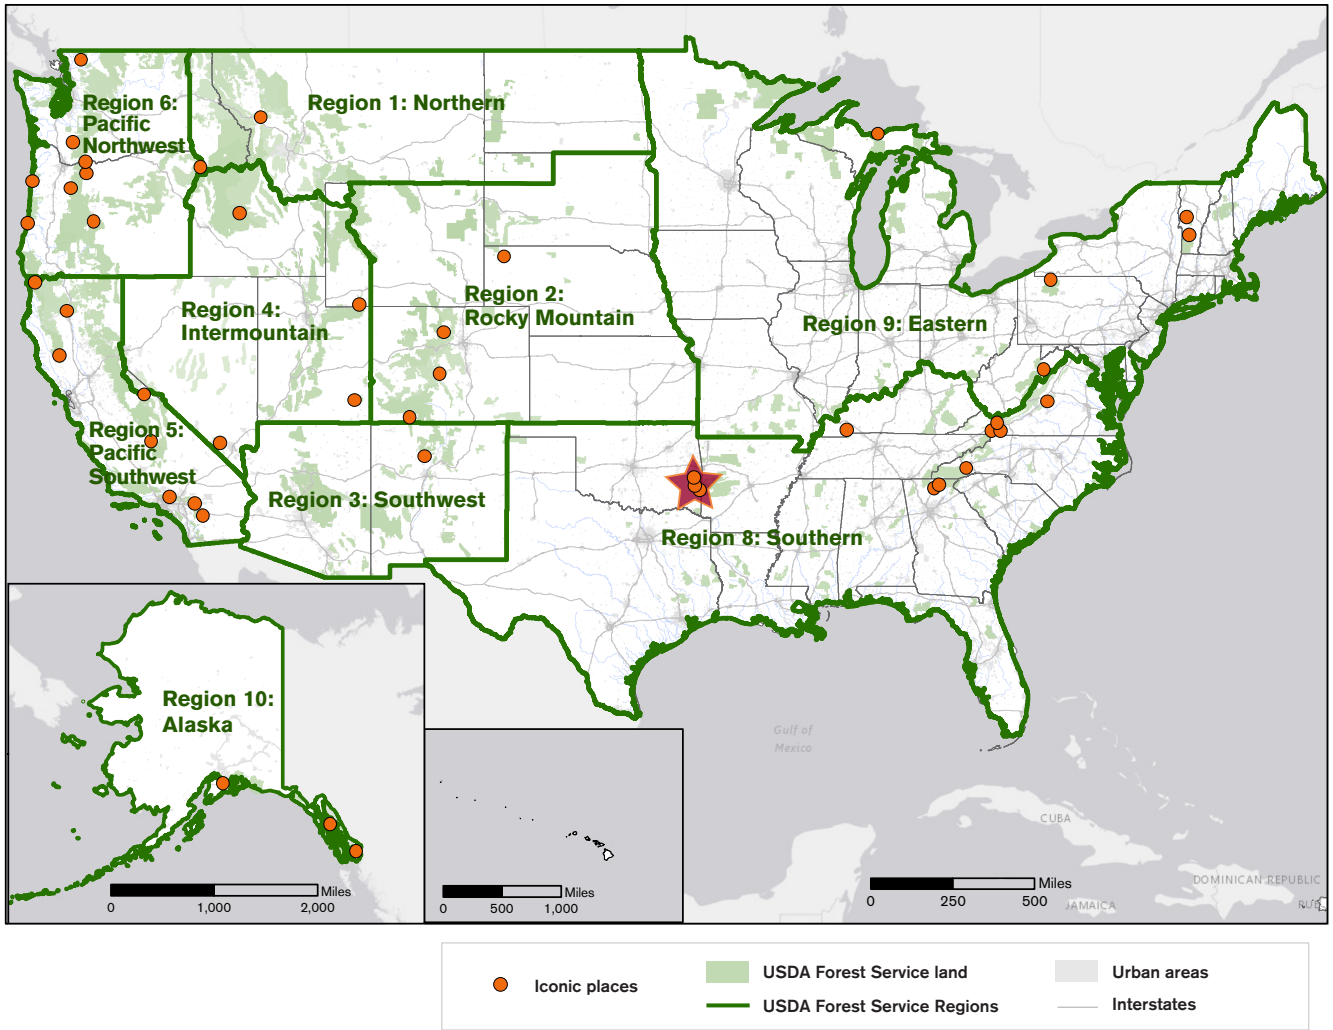 Region 6:
Pacific
Northwest
Region 1: Northern
Region 4:
Intermountain
Region 2:
Rocky Mountain
Region 9: Eastern
Region 5:
Pacific
Southwest
Region 3: Southwest
Region 8: Southern
Region 10:
Alaska
Gulf of
Mexico
CUBA
DOMINICAN REPUBLIC
JAMAICA
Miles
0 1,000 2,000
Miles
0 500 1,000
Miles
0 250 500
Iconic places
USDA Forest Service land
USDA Forest Service Regions
Urban areas
Interstates